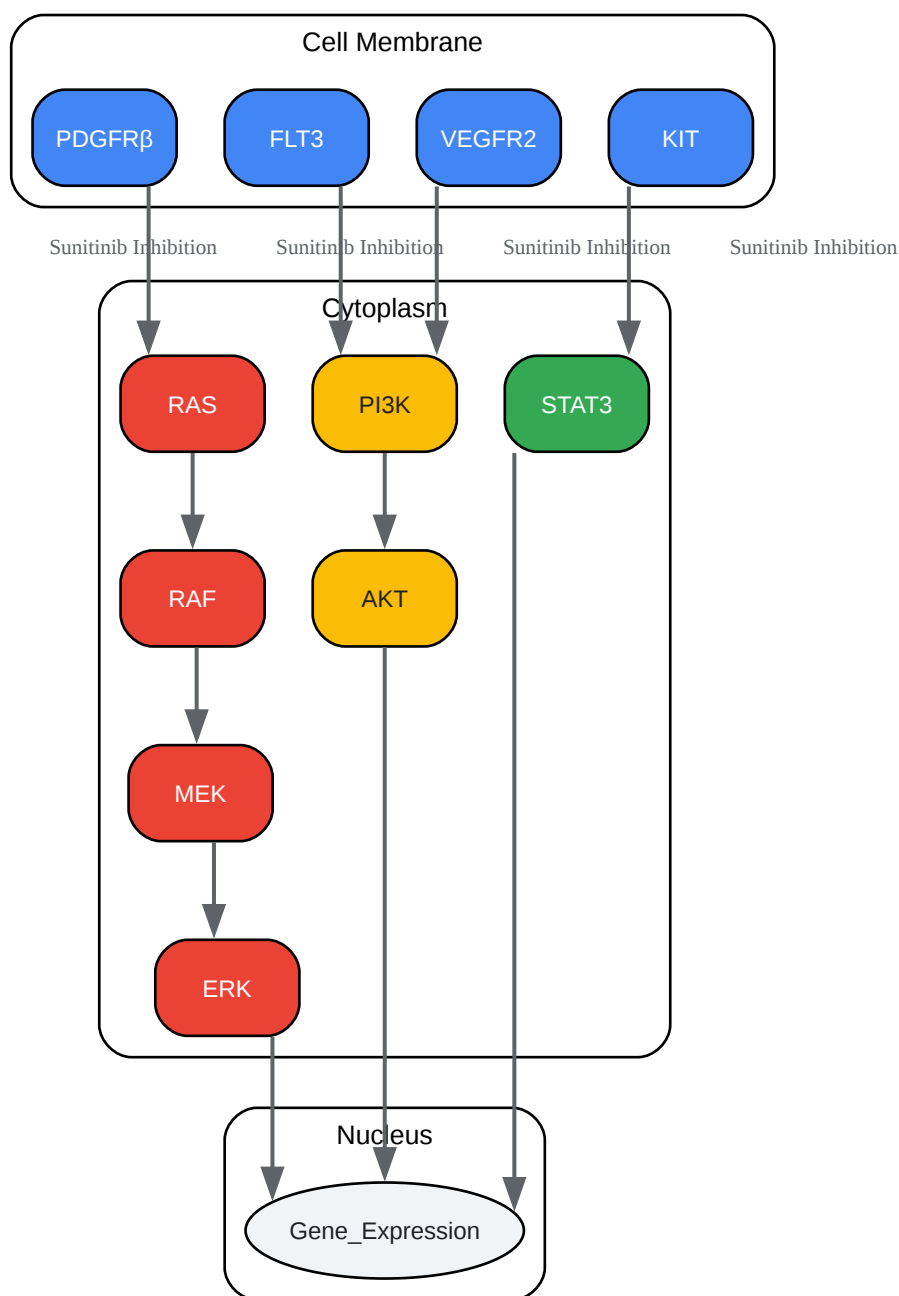 Cell Membrane
PDGFRβ
FLT3
VEGFR2
KIT
Sunitinib Inhibition
Sunitinib Inhibition
Sunitinib Inhibition
Sunitinib Inhibition
Cytoplasm
RAS
PI3K
STAT3
RAF
AKT
MEK
ERK
Nucleus
Gene_Expression